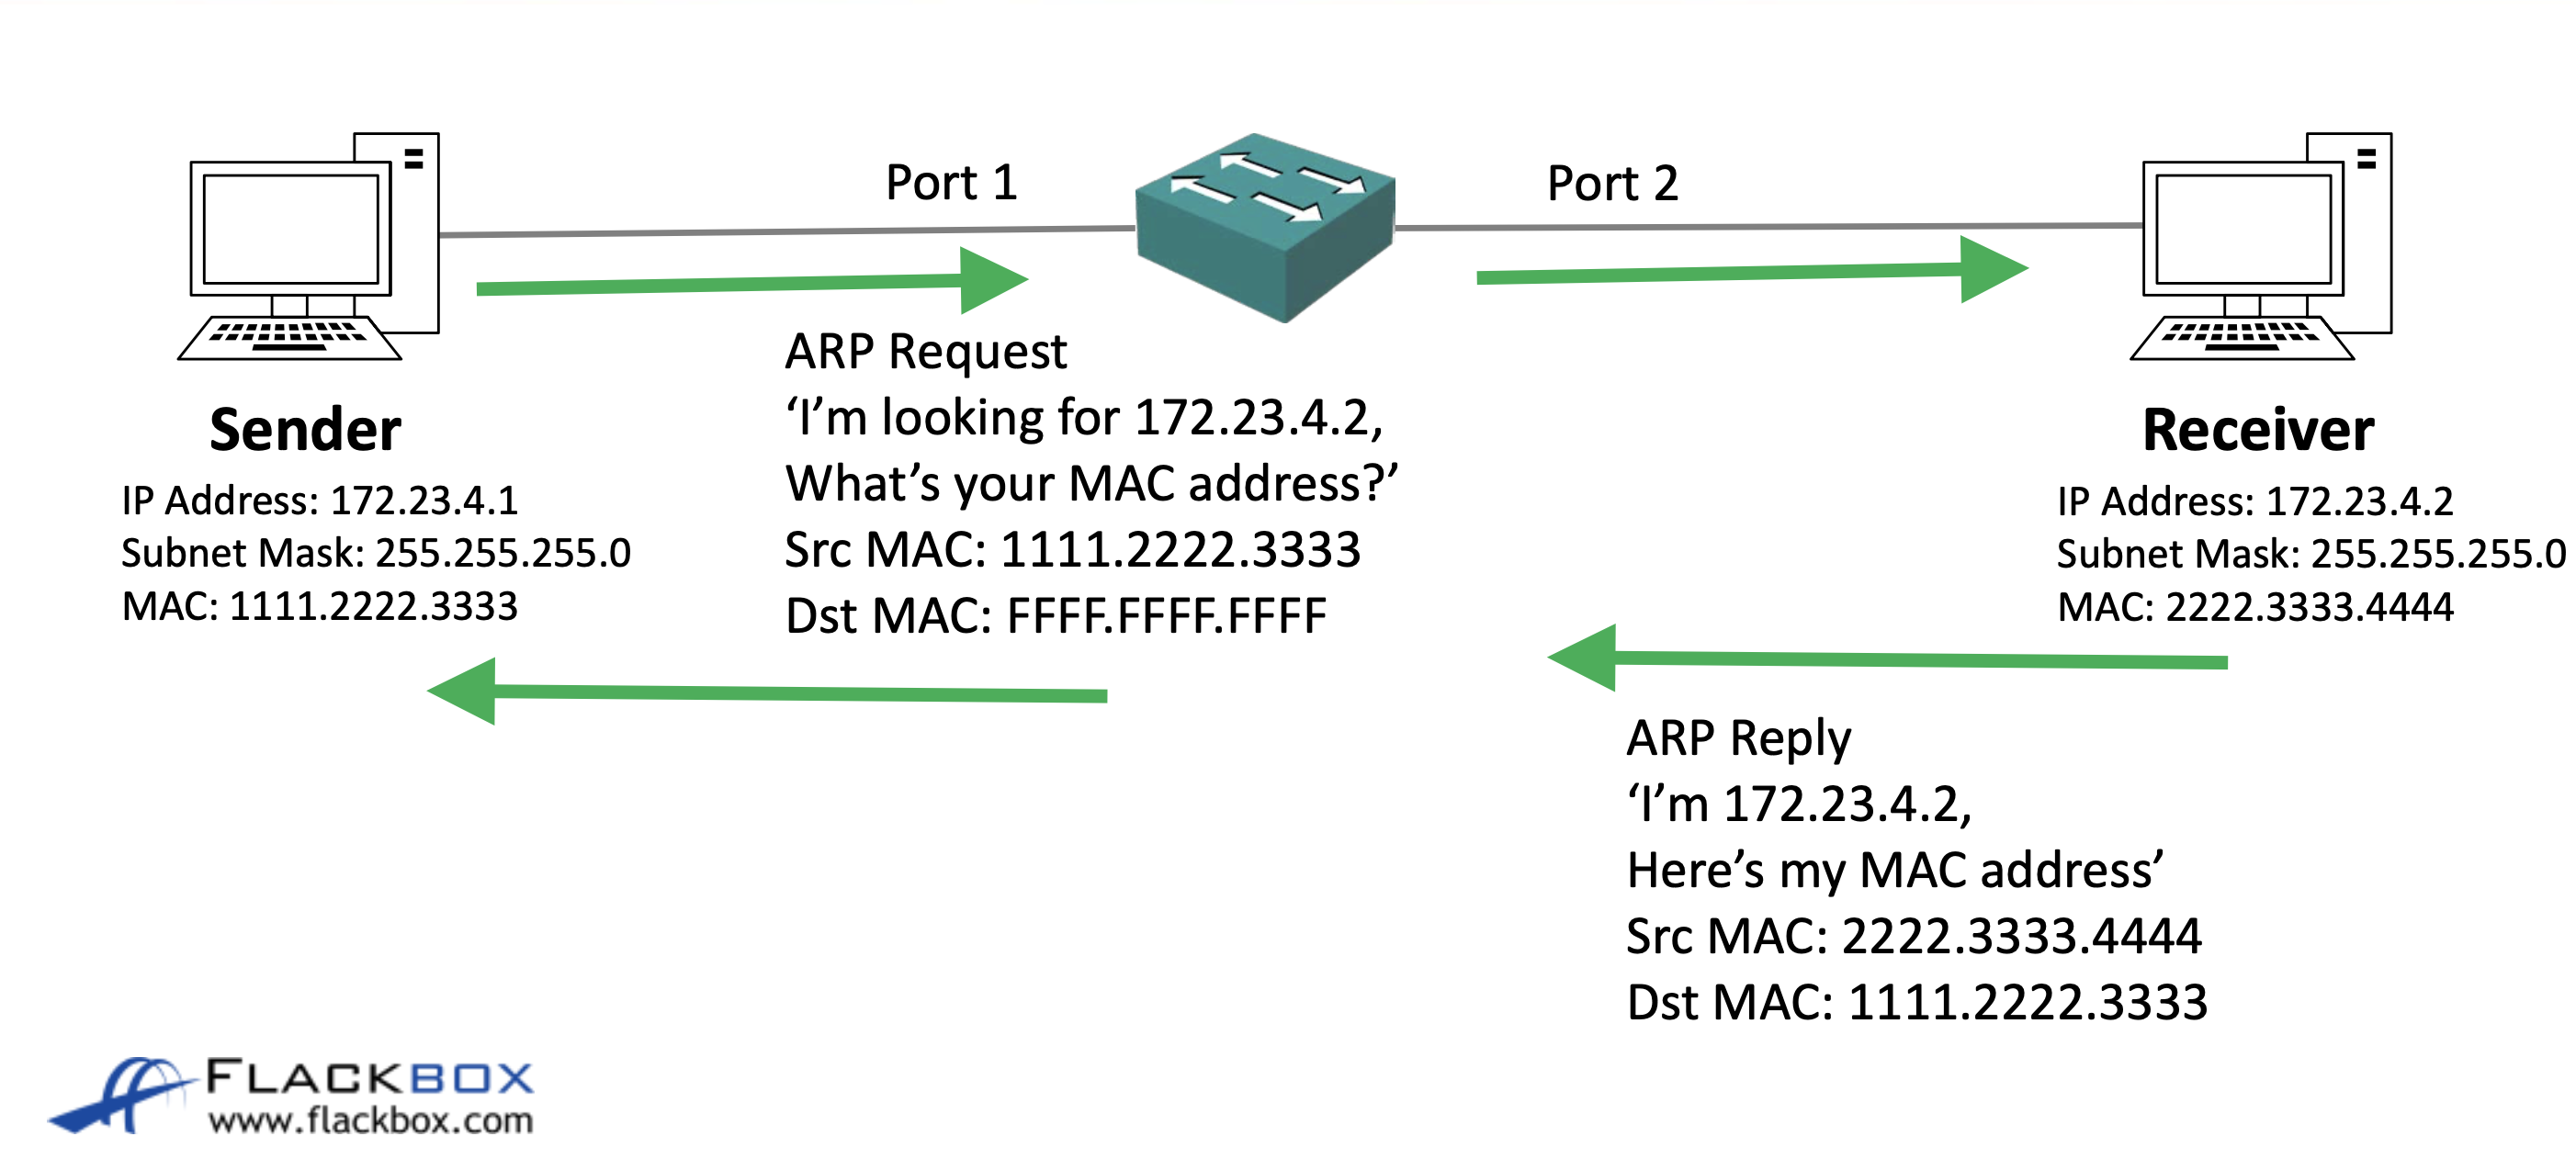 Port 1
Port 2
ARP Request
‘I’m looking for 172.23.4.2,
What’s your MAC address?’
Src MAC: 1111.2222.3333
Dst MAC: FFFF.FFFF.FFFF
Sender
IP Address: 172.23.4.1
Subnet Mask: 255.255.255.0
MAC: 1111.2222.3333
Receiver
IP Address: 172.23.4.2
Subnet Mask: 255.255.255.0
MAC: 2222.3333.4444
ARP Reply
‘I’m 172.23.4.2,
Here’s my MAC address’
Src MAC: 2222.3333.4444
Dst MAC: 1111.2222.3333
FLACKBOX
www.flackbox.com